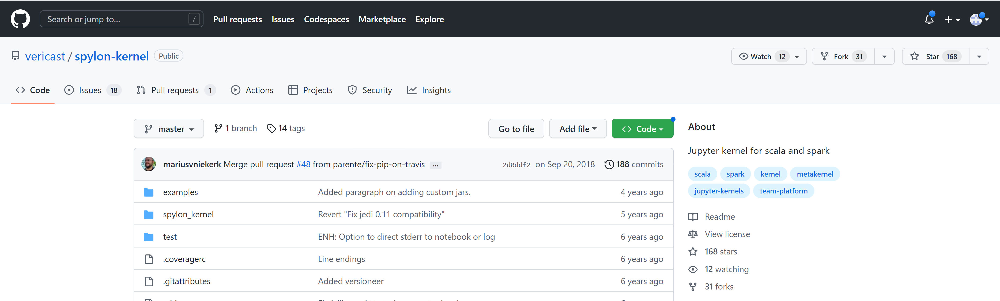 Search or jump to... / Pull requests Issues Codespaces Marketplace Explore
vericast / spylon-kernel Public Watch 12 Fork 31 Star 168
Code Issues 18 Pull requests 1 Actions Projects Security Insights
master 1 branch 14 tags Go to file Add file Code
About
Jupyter kernel for scala and spark
mariusvniekerk Merge pull request #48 from parente/fix-pip-on-travis ... 2d0ddf2 on Sep 20, 2018 188 commits
scala spark kernel metakernel
jupyter-kernels team-platform
examples Added paragraph on adding custom jars. 4 years ago
spylon_kernel Revert "Fix jedi 0.11 compatibility" 5 years ago
Readme
test ENH: Option to direct stderr to notebook or log 6 years ago
View license
168 stars
.coveragerc Line endings 6 years ago
12 watching
.gitattributes Added versioneer 6 years ago
31 forks